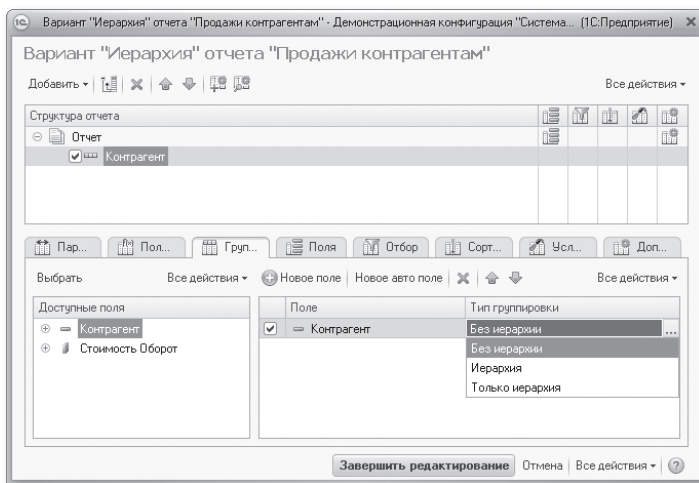 Вариант "Иерархия" отчета "Продажи контрагентам" - Демонстрационная конфигурация "Система... (1С:Предприятие)
Вариант "Иерархия" отчета "Продажи контрагентам"
Добавить
Все действия
Структура отчета
Отчет
Контрагент
Пар...
Пол...
Груп...
Поля
Отбор
Сорт...
Усл...
Доп...
Выбрать
Все действия
Новое поле
Новое авто поле
Все действия
Доступные поля
Поле
Тип группировки
Контрагент
Контрагент
Без иерархии
...
Стоимость Оборот
Без иерархии
Иерархия
Только иерархия
Завершить редактирование
Отмена
Все действия
?